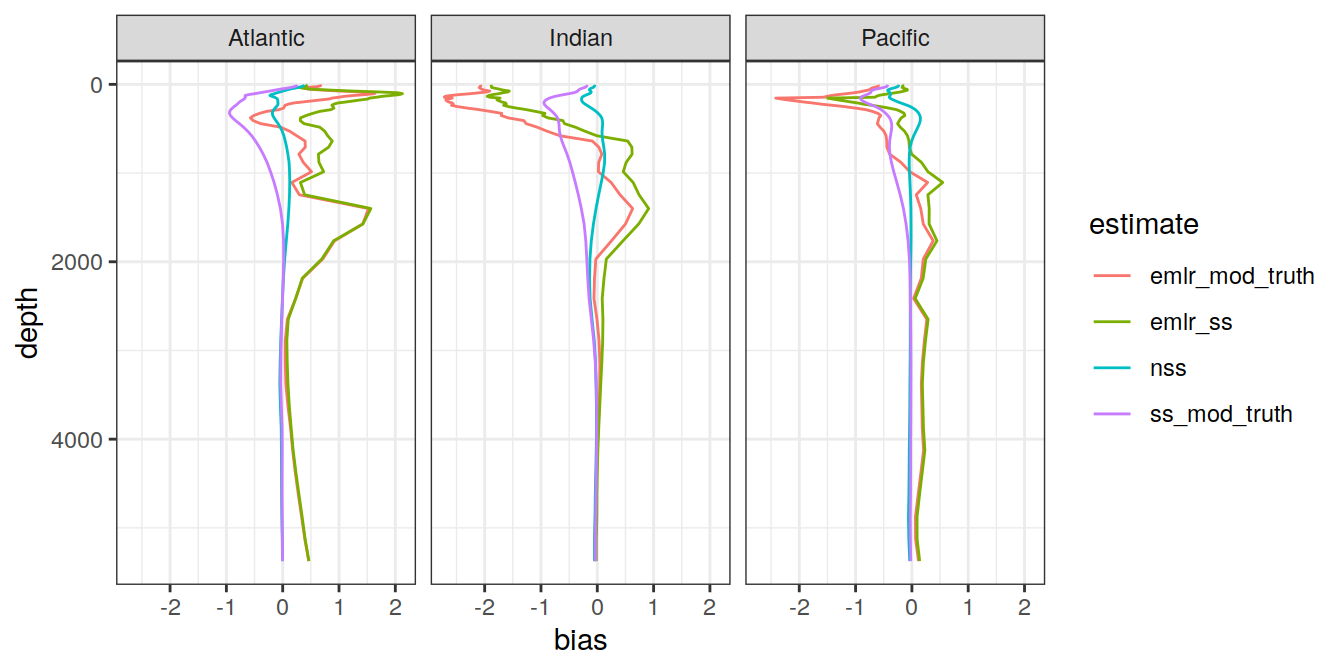 Atlantic Indian Pacific
0
2000
4000
depth
-2 -1 0 1 2 -2 -1 0 1 2 -2 -1 0 1 2
bias
estimate
emlr_mod_truth
emlr_ss
nss
ss_mod_truth